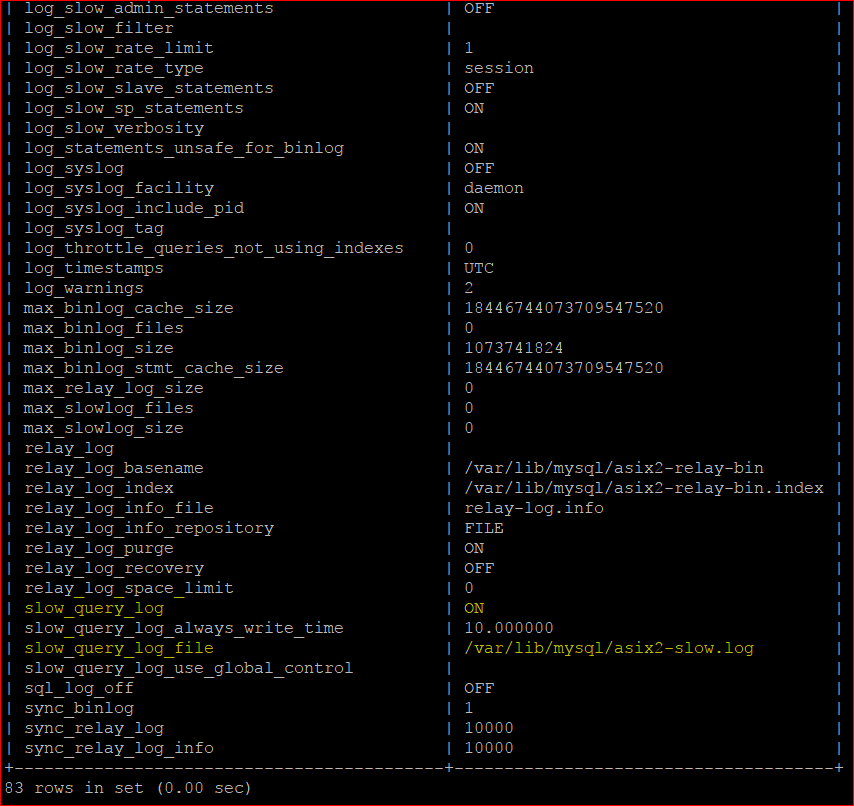 | log_slow_admin_statements | OFF |
| log_slow_filter | |
| log_slow_rate_limit | 1 |
| log_slow_rate_type | session |
| log_slow_slave_statements | OFF |
| log_slow_sp_statements | ON |
| log_slow_verbosity | |
| log_statements_unsafe_for_binlog | ON |
| log_syslog | OFF |
| log_syslog_facility | daemon |
| log_syslog_include_pid | ON |
| log_syslog_tag | |
| log_throttle_queries_not_using_indexes | 0 |
| log_timestamps | UTC |
| log_warnings | 2 |
| max_binlog_cache_size | 18446744073709547520 |
| max_binlog_files | 0 |
| max_binlog_size | 1073741824 |
| max_binlog_stmt_cache_size | 18446744073709547520 |
| max_relay_log_size | 0 |
| max_slowlog_files | 0 |
| max_slowlog_size | 0 |
| relay_log | |
| relay_log_basename | /var/lib/mysql/asix2-relay-bin |
| relay_log_index | /var/lib/mysql/asix2-relay-bin.index |
| relay_log_info_file | relay-log.info |
| relay_log_info_repository | FILE |
| relay_log_purge | ON |
| relay_log_recovery | OFF |
| relay_log_space_limit | 0 |
| slow_query_log | ON |
| slow_query_log_always_write_time | 10.000000 |
| slow_query_log_file | /var/lib/mysql/asix2-slow.log |
| slow_query_log_use_global_control | |
| sql_log_off | OFF |
| sync_binlog | 1 |
| sync_relay_log | 10000 |
| sync_relay_log_info | 10000 |
+-------------------------------------------+--------------------------------------+
83 rows in set (0.00 sec)